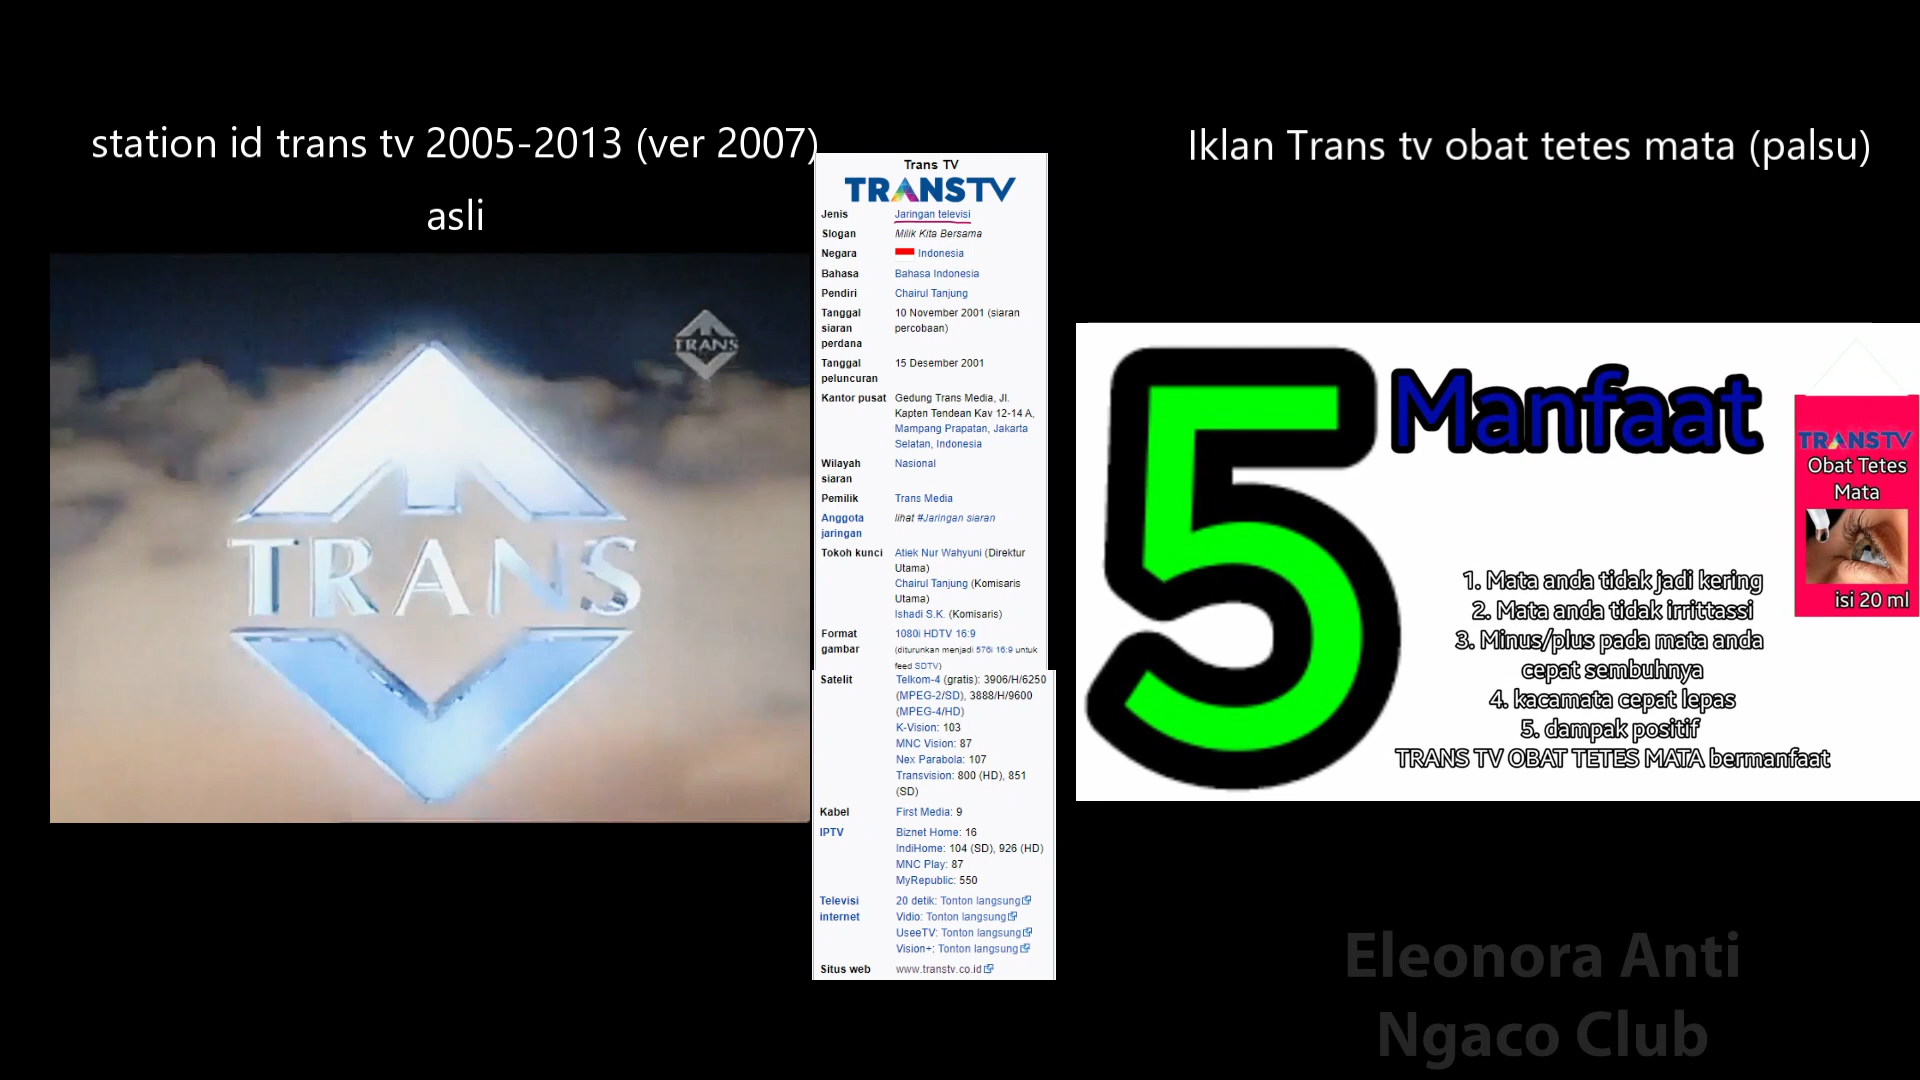 station id trans tv 2005-2013 (ver 2007)
asli
TRANS
TRANS
Trans TV
TRANSTV
Jenis Jaringan televisi
Slogan Milik Kita Bersama
Negara Indonesia
Bahasa Bahasa Indonesia
Pendiri Chairul Tanjung
Tanggal 10 November 2001 (siaran
siaran percobaan)
perdana
Tanggal 15 Desember 2001
peluncuran
Kantor pusat Gedung Trans Media, Jl.
Kapten Tendean Kav 12-14 A,
Mampang Prapatan, Jakarta
Selatan, Indonesia
Wilayah Nasional
siaran
Pemilik Trans Media
Anggota lihat #Jaringan siaran
jaringan
Tokoh kunci Atiek Nur Wahyuni (Direktur
Utama)
Chairul Tanjung (Komisaris
Utama)
Ishadi S.K. (Komisaris)
Format 1080i HDTV 16:9
gambar (diturunkan menjadi 576i 16:9 untuk
feed SDTV)
Satelit Telkom-4 (gratis): 3906/H/6250
(MPEG-2/SD), 3888/H/9600
(MPEG-4/HD)
K-Vision: 103
MNC Vision: 87
Nex Parabola: 107
Transvision: 800 (HD), 851
(SD)
Kabel First Media: 9
IPTV Biznet Home: 16
IndiHome: 104 (SD), 926 (HD)
MNC Play: 87
MyRepublic: 550
Televisi 20 detik: Tonton langsung
internet Vidio: Tonton langsung
UseeTV: Tonton langsung
Vision+: Tonton langsung
Situs web www.transtv.co.id
Iklan Trans tv obat tetes mata (palsu)
5 Manfaat
1. Mata anda tidak jadi kering
2. Mata anda tidak irrittassi
3. Minus/plus pada mata anda
cepat sembuhnya
4. kacamata cepat lepas
5. dampak positif
TRANS TV OBAT TETES MATA bermanfaat
TRANSTV
Obat Tetes
Mata
isi 20 ml
Eleonora Anti
Ngaco Club